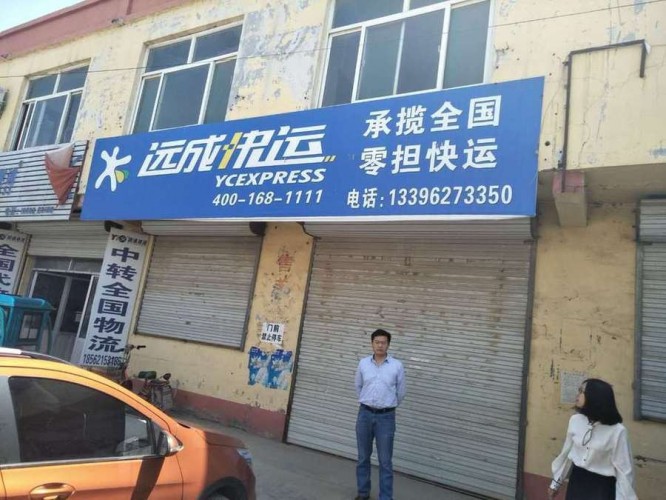 远成快运
YCEXPRESS
400-168-1111
承揽全国
零担快运
电话:13396273350
中转全国物流
门前
禁止停车
售